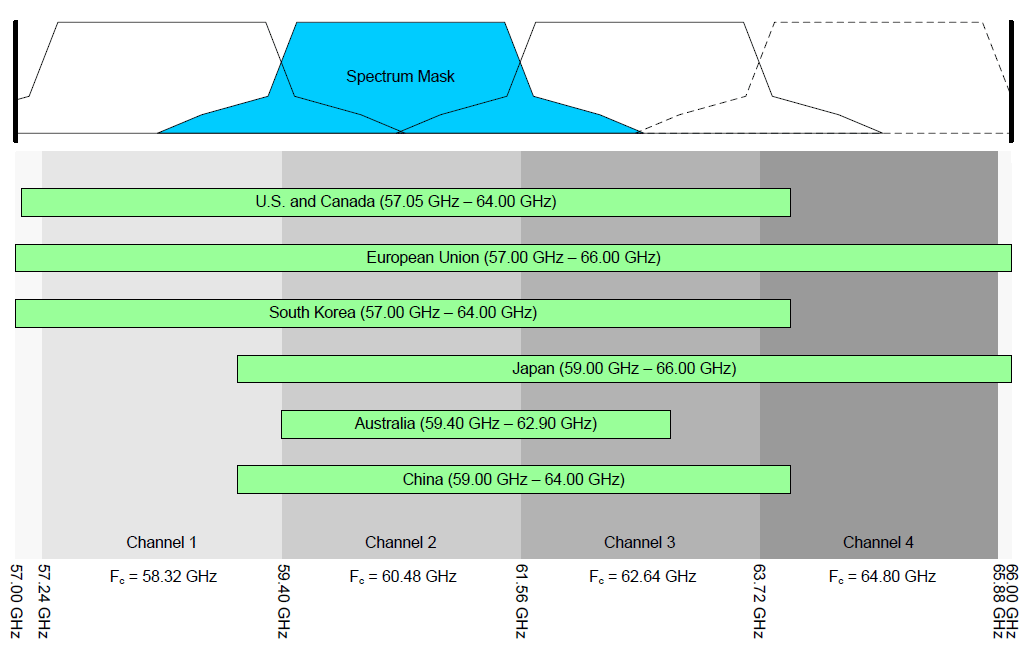 Spectrum Mask
U.S. and Canada (57.05 GHz – 64.00 GHz)
European Union (57.00 GHz – 66.00 GHz)
South Korea (57.00 GHz – 64.00 GHz)
Japan (59.00 GHz – 66.00 GHz)
Australia (59.40 GHz – 62.90 GHz)
China (59.00 GHz – 64.00 GHz)
Channel 1
Channel 2
Channel 3
Channel 4
Fc = 58.32 GHz
Fc = 60.48 GHz
Fc = 62.64 GHz
Fc = 64.80 GHz
57.00 GHz
57.24 GHz
59.40 GHz
61.56 GHz
63.72 GHz
65.88 GHz
66.00 GHz